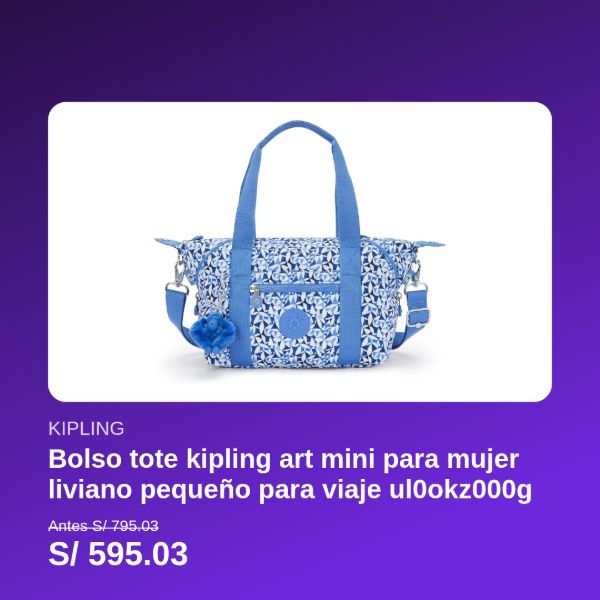 KIPLING
Bolso tote kipling art mini para mujer
liviano pequeño para viaje ul0okz000g
Antes S/ 795.03
S/ 595.03